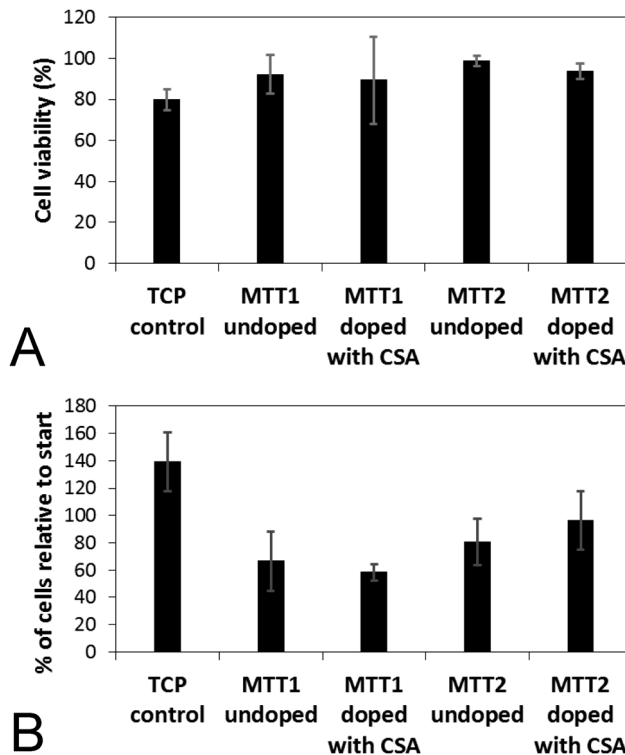 120
100
80
60
40
20
0
Cell viability (%)
TCP control
MTT1 undoped
MTT1 doped with CSA
MTT2 undoped
MTT2 doped with CSA
A
180
160
140
120
100
80
60
40
20
0
% of cells relative to start
TCP control
MTT1 undoped
MTT1 doped with CSA
MTT2 undoped
MTT2 doped with CSA
B